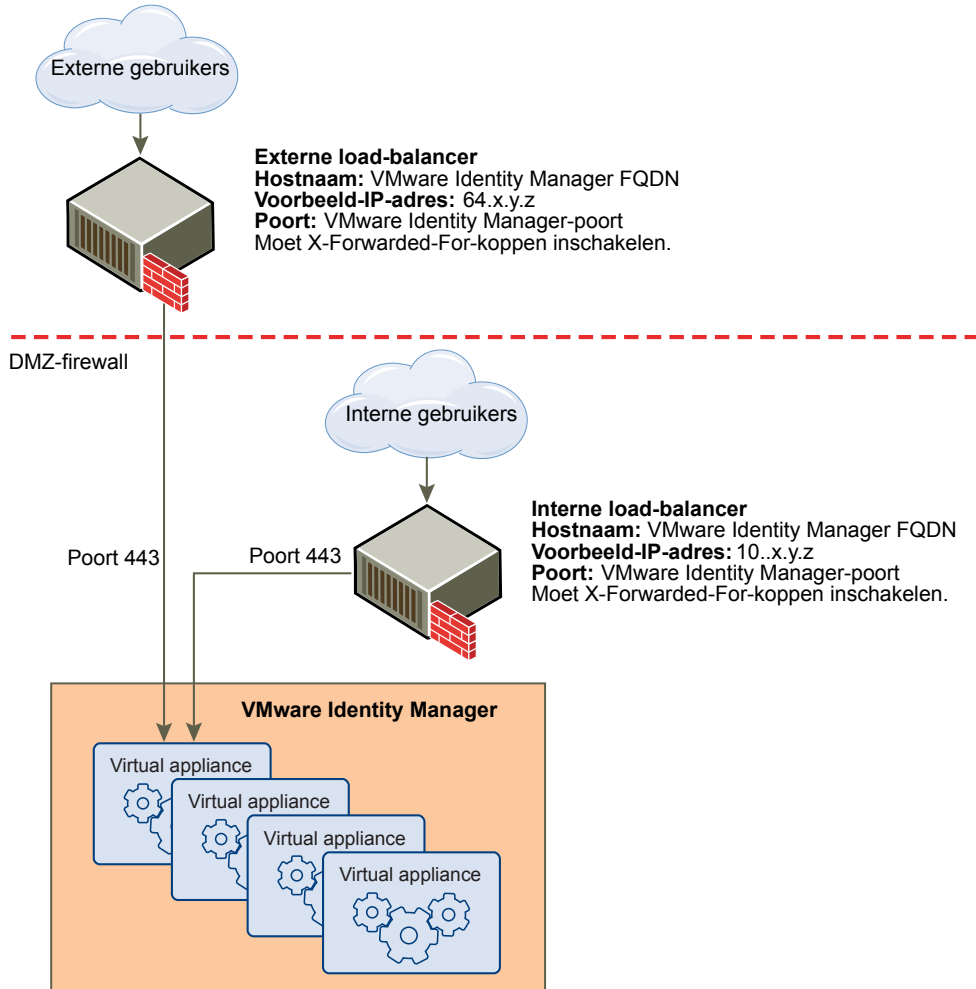 Externe gebruikers
Externe load-balancer
Hostnaam: VMware Identity Manager FQDN
Voorbeeld-IP-adres: 64.x.y.z
Poort: VMware Identity Manager-poort
Moet X-Forwarded-For-koppen inschakelen.
DMZ-firewall
Interne gebruikers
Interne load-balancer
Hostnaam: VMware Identity Manager FQDN
Voorbeeld-IP-adres: 10..x.y.z
Poort: VMware Identity Manager-poort
Moet X-Forwarded-For-koppen inschakelen.
Poort 443
Poort 443
VMware Identity Manager
Virtual appliance
Virtual appliance
Virtual appliance
Virtual appliance